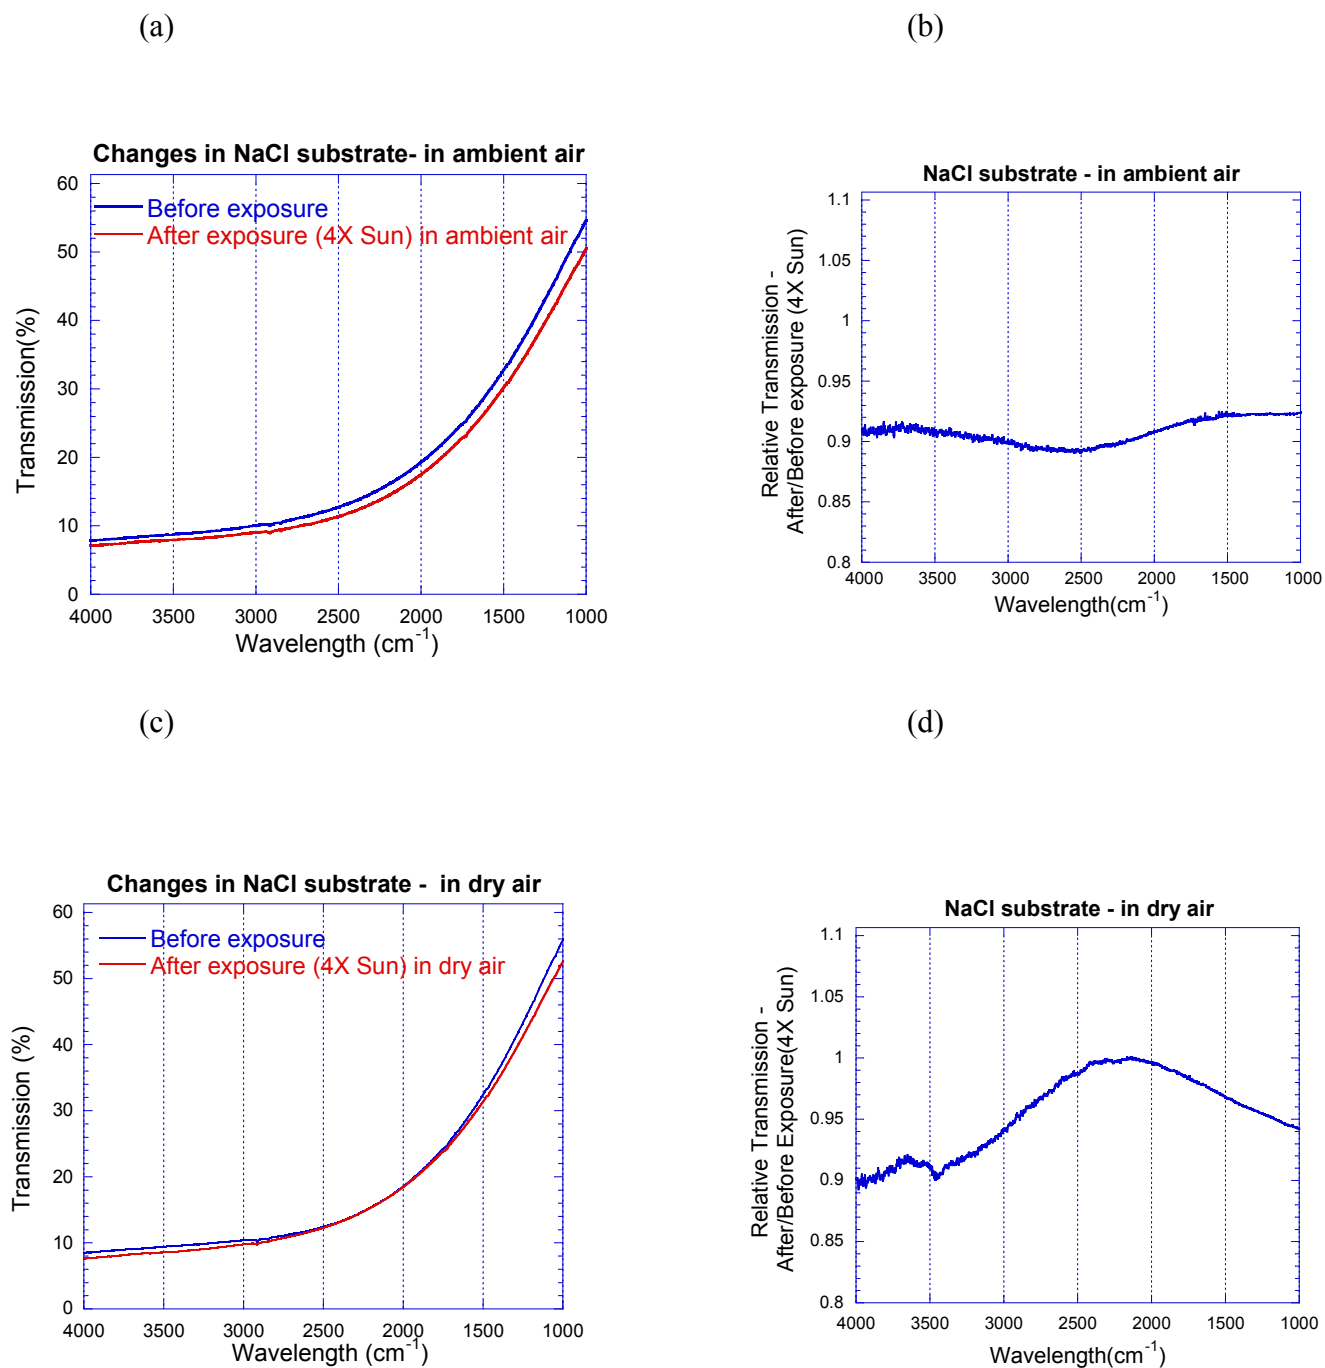 (a)
(b)
Changes in NaCl substrate- in ambient air
60
50
40
30
20
10
0
Before exposure
After exposure (4X Sun) in ambient air
Transmission(%)
4000 3500 3000 2500 2000 1500 1000
Wavelength (cm⁻¹)
NaCl substrate - in ambient air
1.1
1.05
1
0.95
0.9
0.85
0.8
Relative Transmission -
After/Before exposure (4X Sun)
4000 3500 3000 2500 2000 1500 1000
Wavelength(cm⁻¹)
(c)
(d)
Changes in NaCl substrate - in dry air
60
50
40
30
20
10
0
Before exposure
After exposure (4X Sun) in dry air
Transmission (%)
4000 3500 3000 2500 2000 1500 1000
Wavelength (cm⁻¹)
NaCl substrate - in dry air
1.1
1.05
1
0.95
0.9
0.85
0.8
Relative Transmission -
After/Before Exposure(4X Sun)
4000 3500 3000 2500 2000 1500 1000
Wavelength(cm⁻¹)